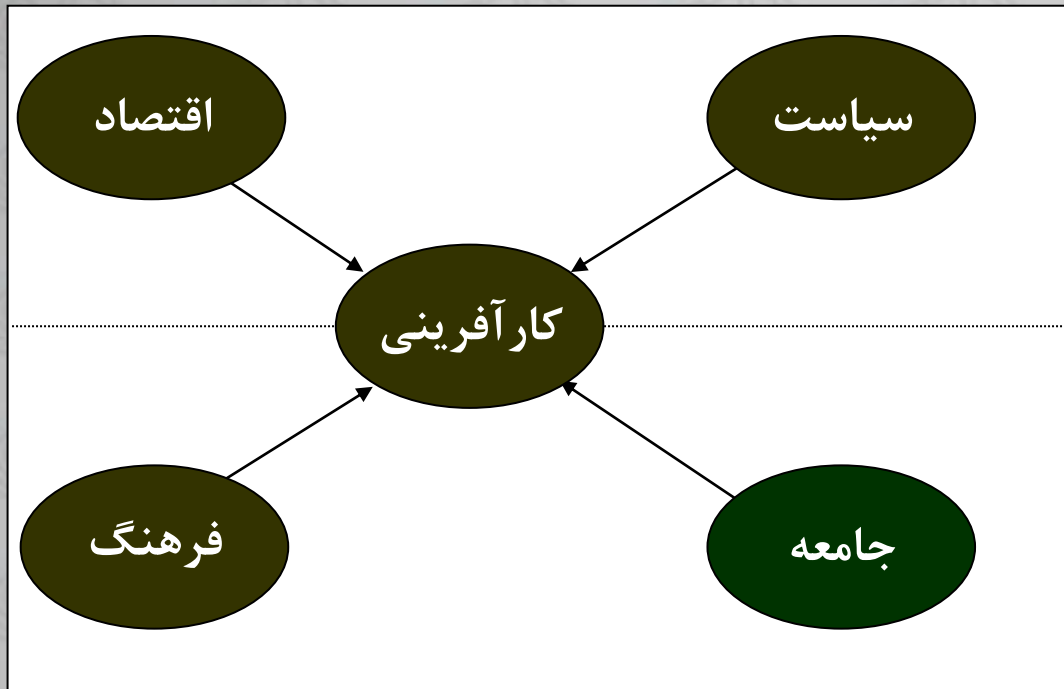 سیاست
اقتصاد
کارآفرینی
جامعه
فرهنگ